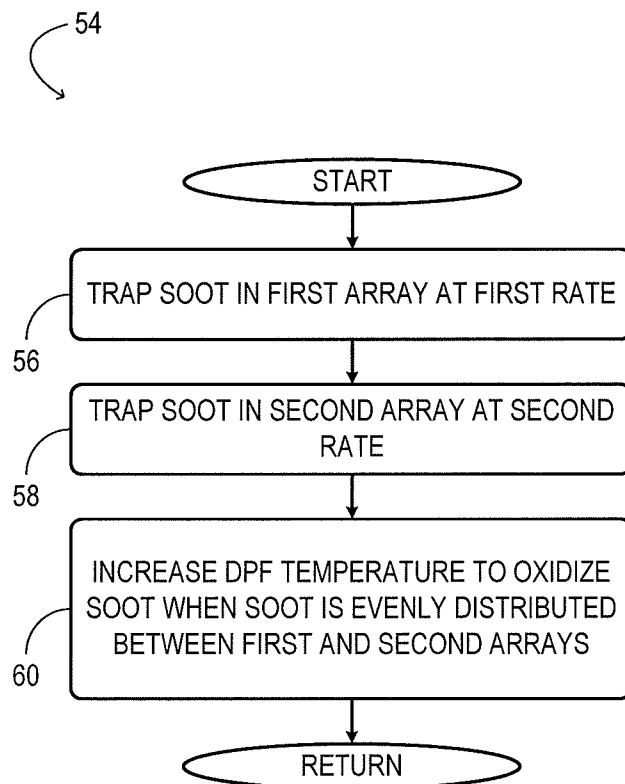 54
START
TRAP SOOT IN FIRST ARRAY AT FIRST RATE
56
TRAP SOOT IN SECOND ARRAY AT SECOND
RATE
58
INCREASE DPF TEMPERATURE TO OXIDIZE
SOOT WHEN SOOT IS EVENLY DISTRIBUTED
BETWEEN FIRST AND SECOND ARRAYS
60
RETURN